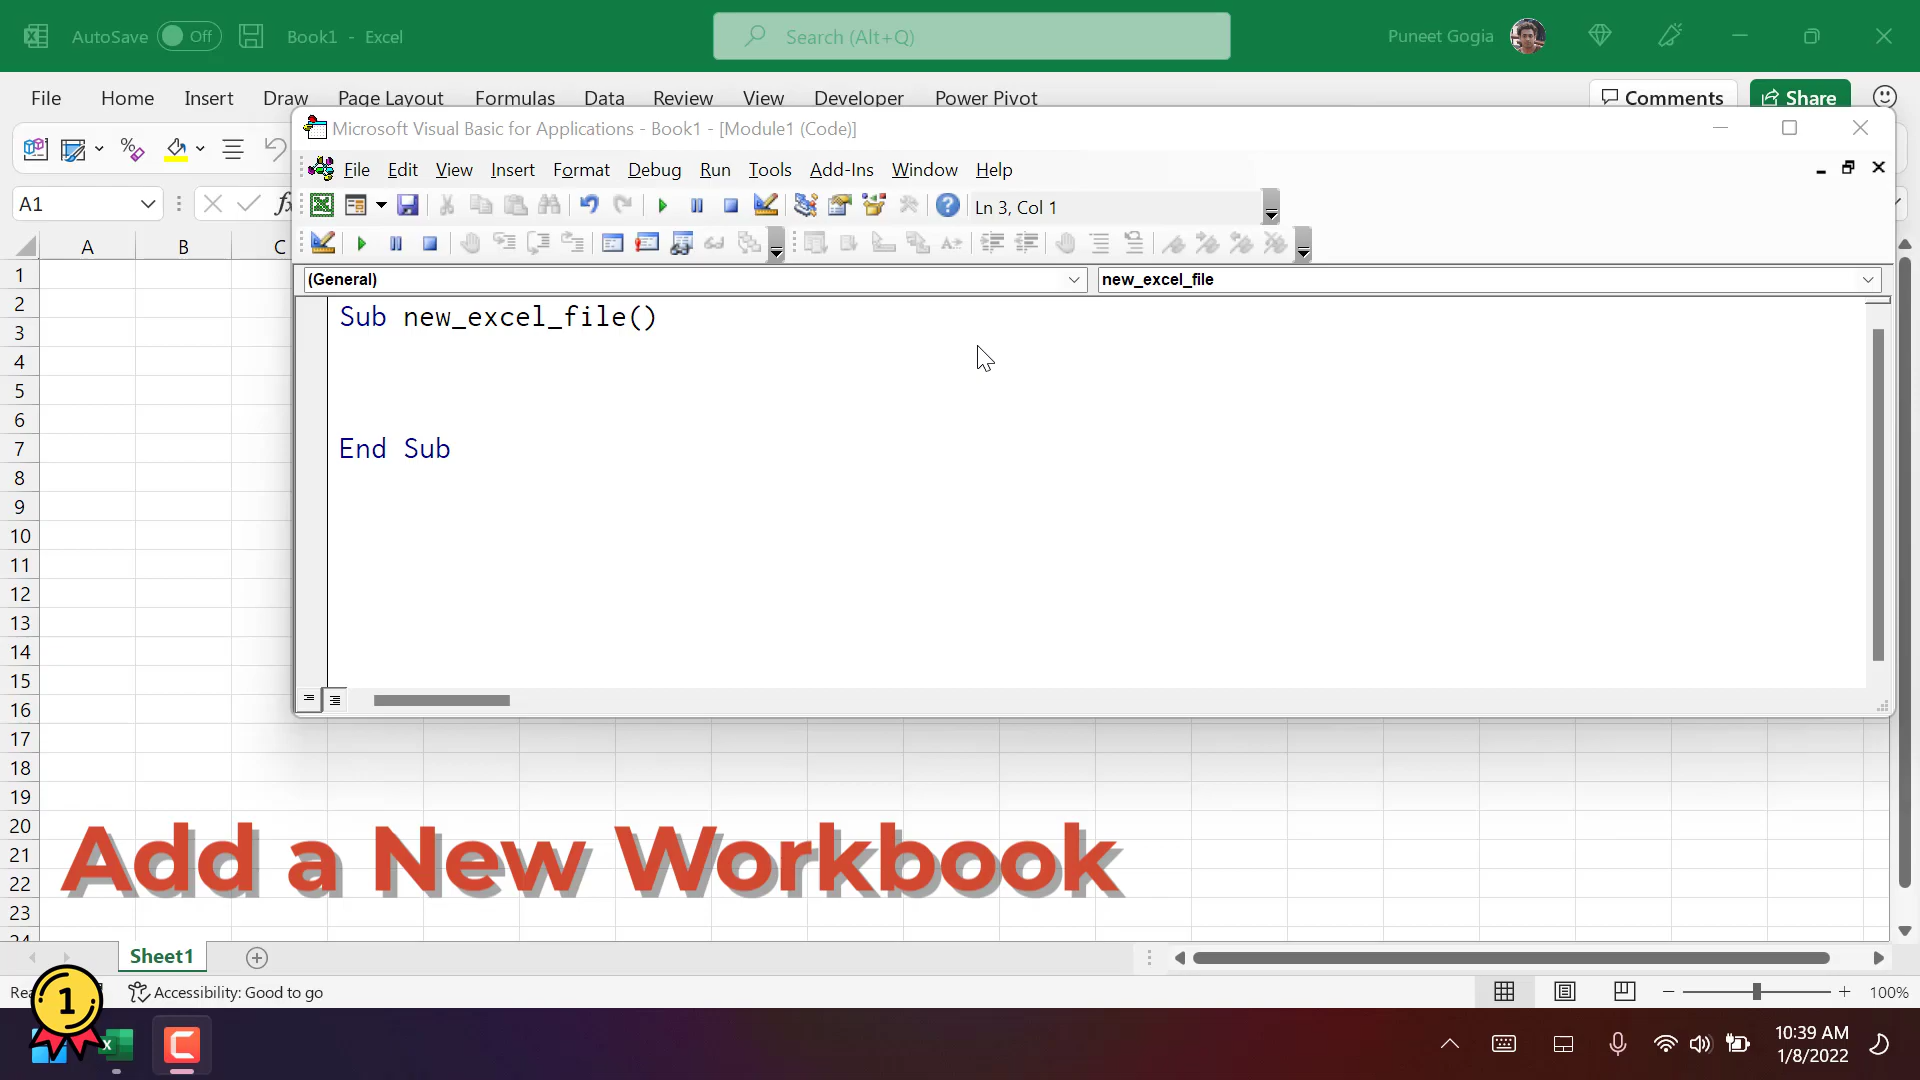 AutoSave Off Book1 - Excel Search (Alt+Q) Puneet Gogia
File Home Insert Draw Page Layout Formulas Data Review View Developer Power Pivot Comments Share
Microsoft Visual Basic for Applications - Book1 - [Module1 (Code)]
File Edit View Insert Format Debug Run Tools Add-Ins Window Help
A1
Ln 3, Col 1
A B C
(General) new_excel_file
1
2
3
4
5
6
7
8
9
10
11
12
13
14
15
16
17
18
19
20
21
22
23
24
Sub new_excel_file()
End Sub
Add a New Workbook
Sheet1
Accessibility: Good to go 100%
1
10:39 AM
1/8/2022